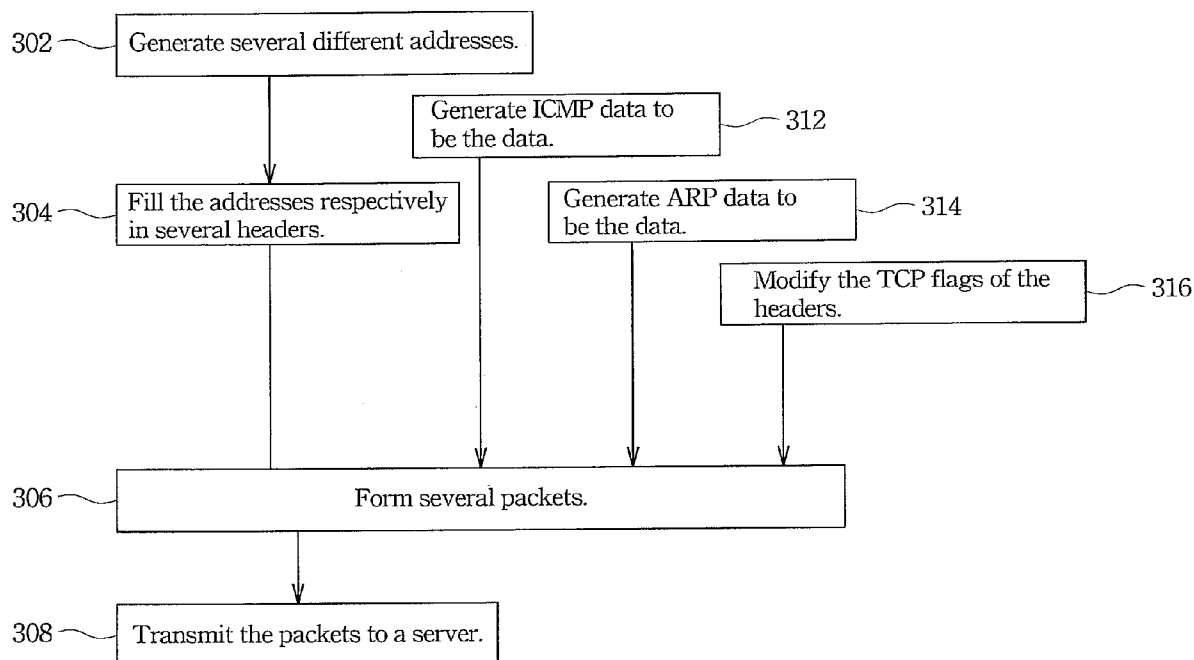 302
Generate several different addresses.
Generate ICMP data to
be the data.
312
304
Fill the addresses respectively
in several headers.
Generate ARP data to
be the data.
314
Modify the TCP flags of the
headers.
316
306
Form several packets.
308
Transmit the packets to a server.